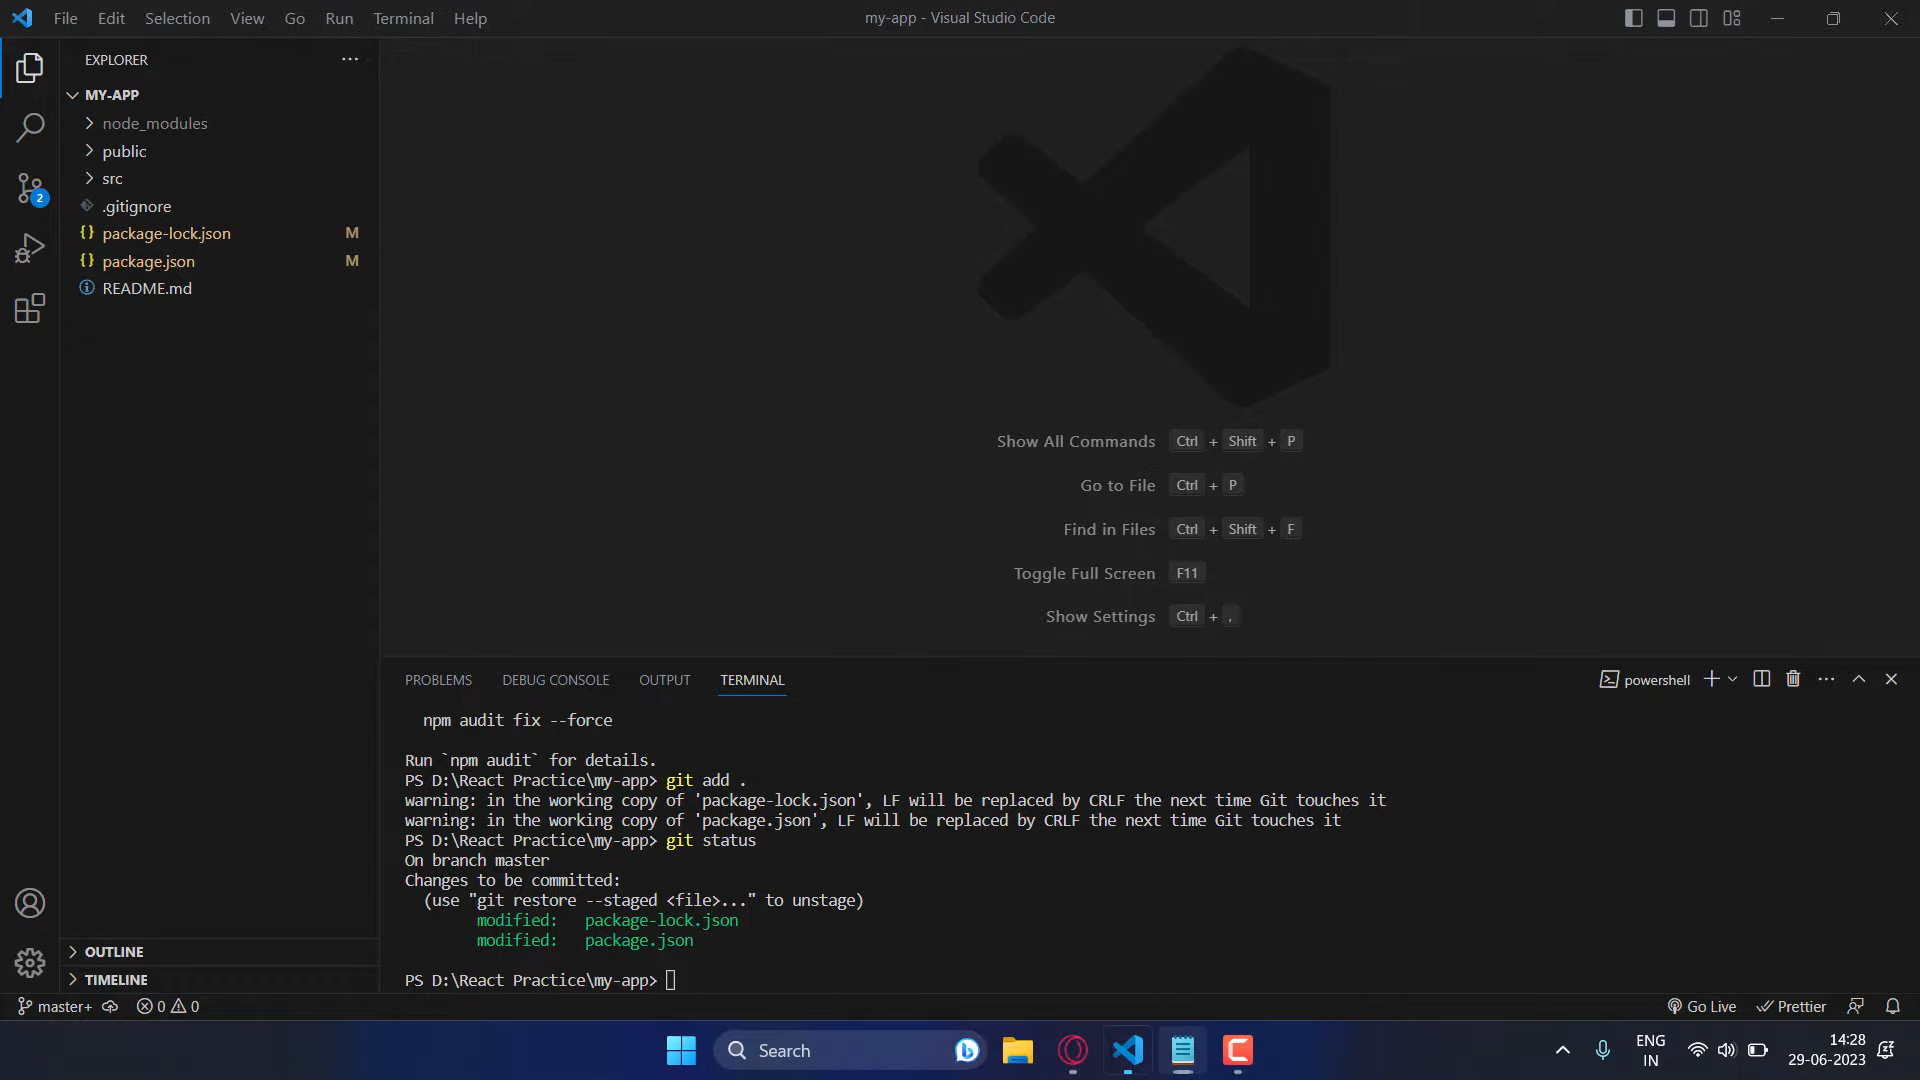 File Edit Selection View Go Run Terminal Help
my-app - Visual Studio Code
EXPLORER
MY-APP
node_modules
public
src
2
.gitignore
package-lock.json M
package.json M
README.md
Show All Commands Ctrl + Shift + P
Go to File Ctrl + P
Find in Files Ctrl + Shift + F
Toggle Full Screen F11
Show Settings Ctrl + ,
PROBLEMS DEBUG CONSOLE OUTPUT TERMINAL
powershell
npm audit fix --force
Run `npm audit` for details.
PS D:\React Practice\my-app> git add .
warning: in the working copy of 'package-lock.json', LF will be replaced by CRLF the next time Git touches it
warning: in the working copy of 'package.json', LF will be replaced by CRLF the next time Git touches it
PS D:\React Practice\my-app> git status
On branch master
Changes to be committed:
(use "git restore --staged <file>..." to unstage)
modified: package-lock.json
modified: package.json
PS D:\React Practice\my-app>
OUTLINE
TIMELINE
master+ 0 0
Go Live Prettier
Search
ENG
IN
14:28
29-06-2023